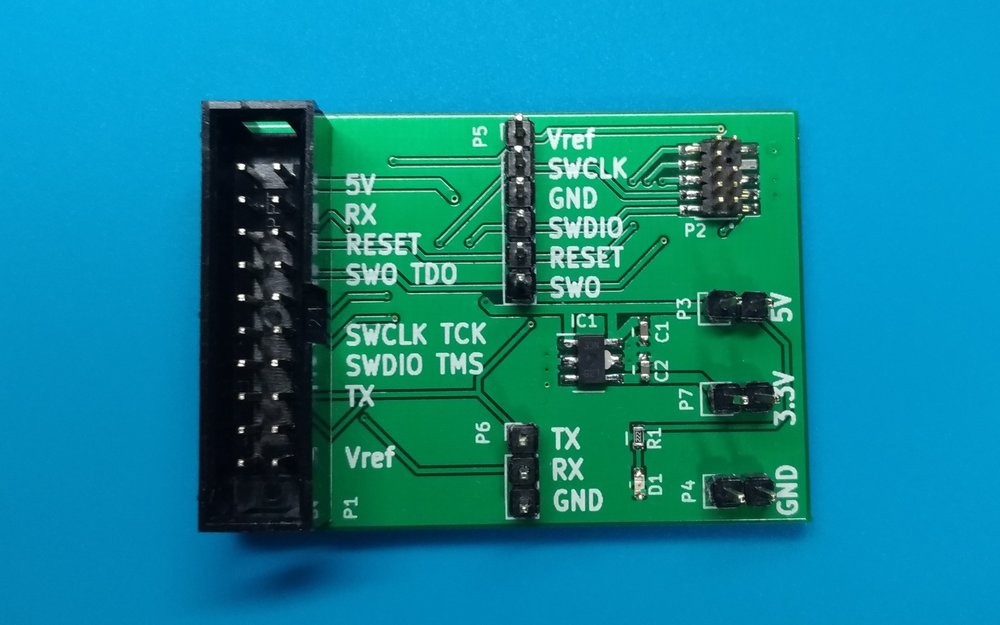 P5
Vref
SWCLK
GND
SWDIO
RESET
SWO
5V
RX
RESET
SWO TDO
SWCLK TCK
SWDIO TMS
TX
Vref
P1
P2
P3
5V
IC1
C1
C2
P7
3.3V
P6
TX
RX
GND
R1
D1
P4
GND